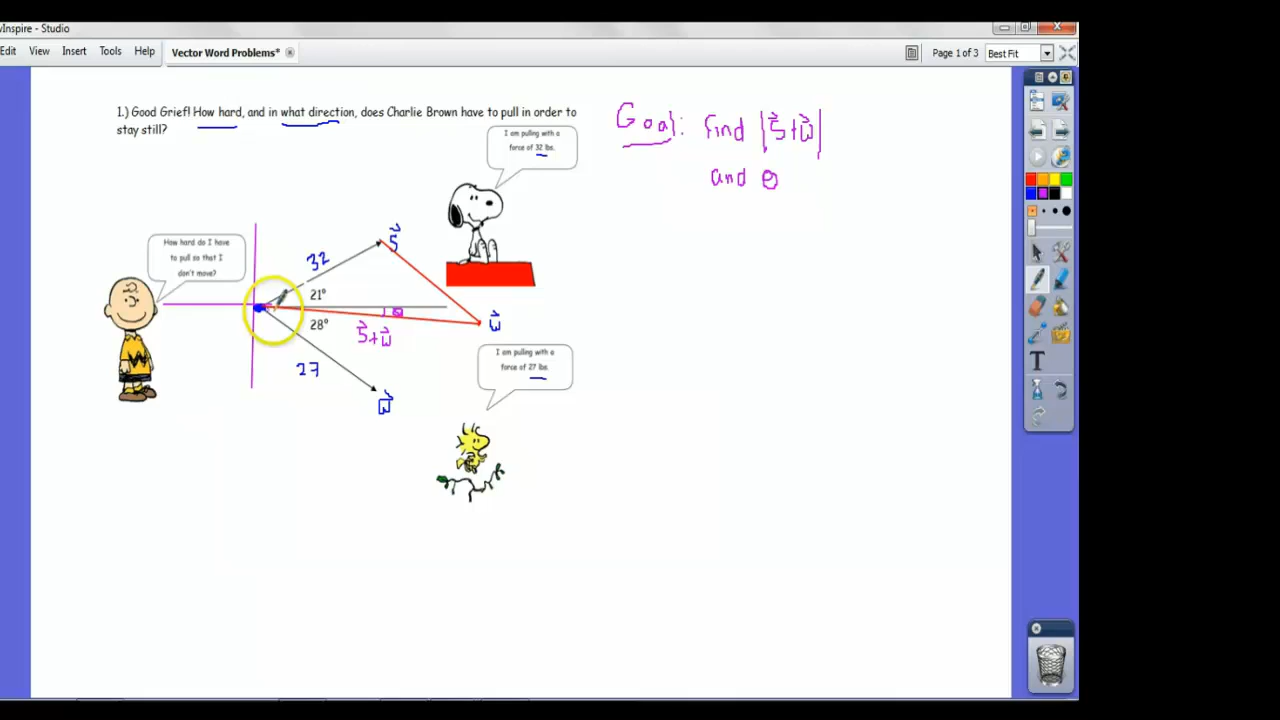 vInspire - Studio
Edit View Insert Tools Help Vector Word Problems* Page 1 of 3 Best Fit
1.) Good Grief! How hard, and in what direction, does Charlie Brown have to pull in order to
stay still?
Goal: Find |S+W|
and θ
I am pulling with a
force of 32 lbs.
How hard do I have
to pull so that I
don't move?
S
32
21°
θ
28°
S+W
W
27
W
I am pulling with a
force of 27 lbs.
T